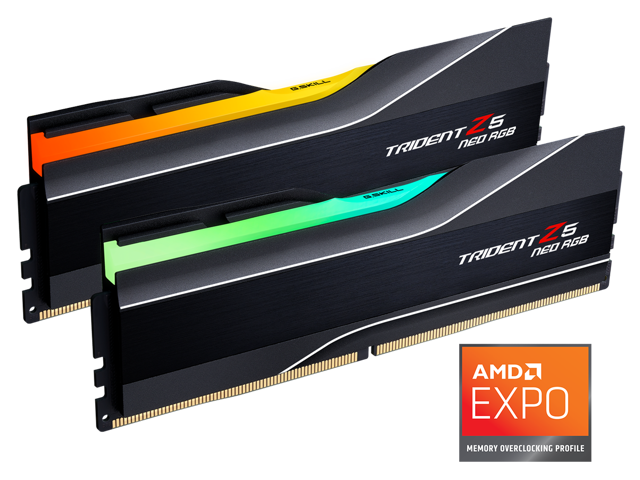 G.SKILL
TRIDENT Z5
NEO RGB
G.SKILL
TRIDENT Z5
NEO RGB
AMD
EXPO
MEMORY OVERCLOCKING PROFILE